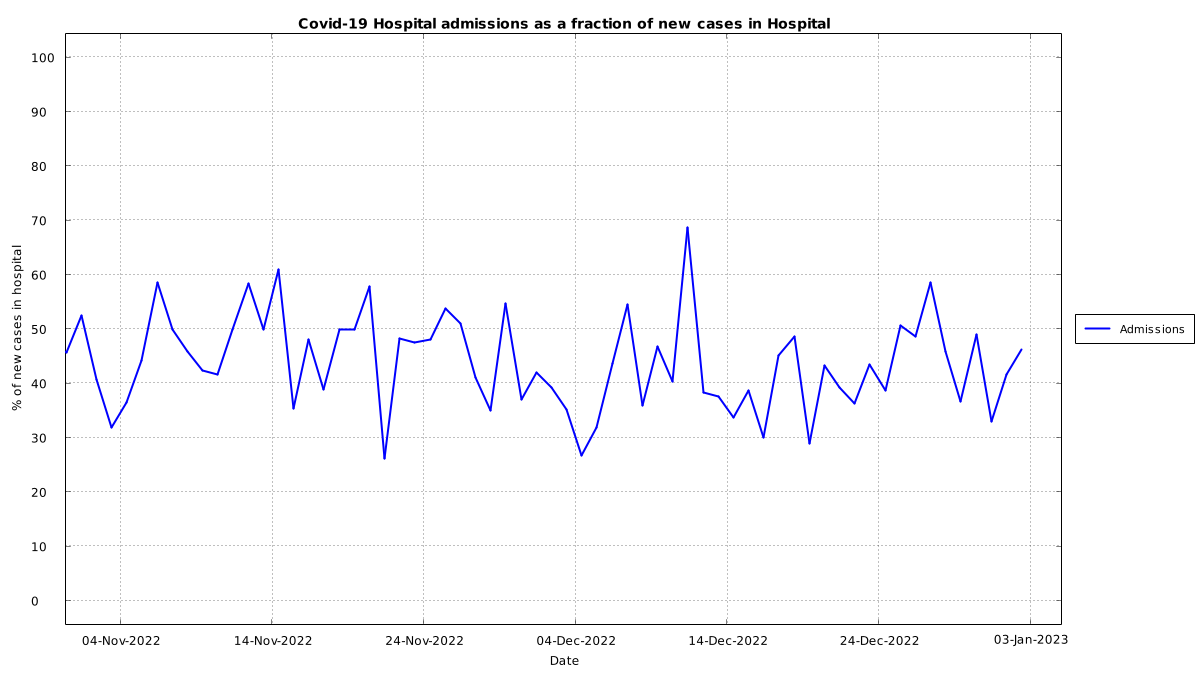 Covid-19 Hospital admissions as a fraction of new cases in Hospital
100
90
80
70
60
50
40
30
20
10
0
% of new cases in hospital
04-Nov-2022
14-Nov-2022
24-Nov-2022
04-Dec-2022
14-Dec-2022
24-Dec-2022
03-Jan-2023
Date
Admissions